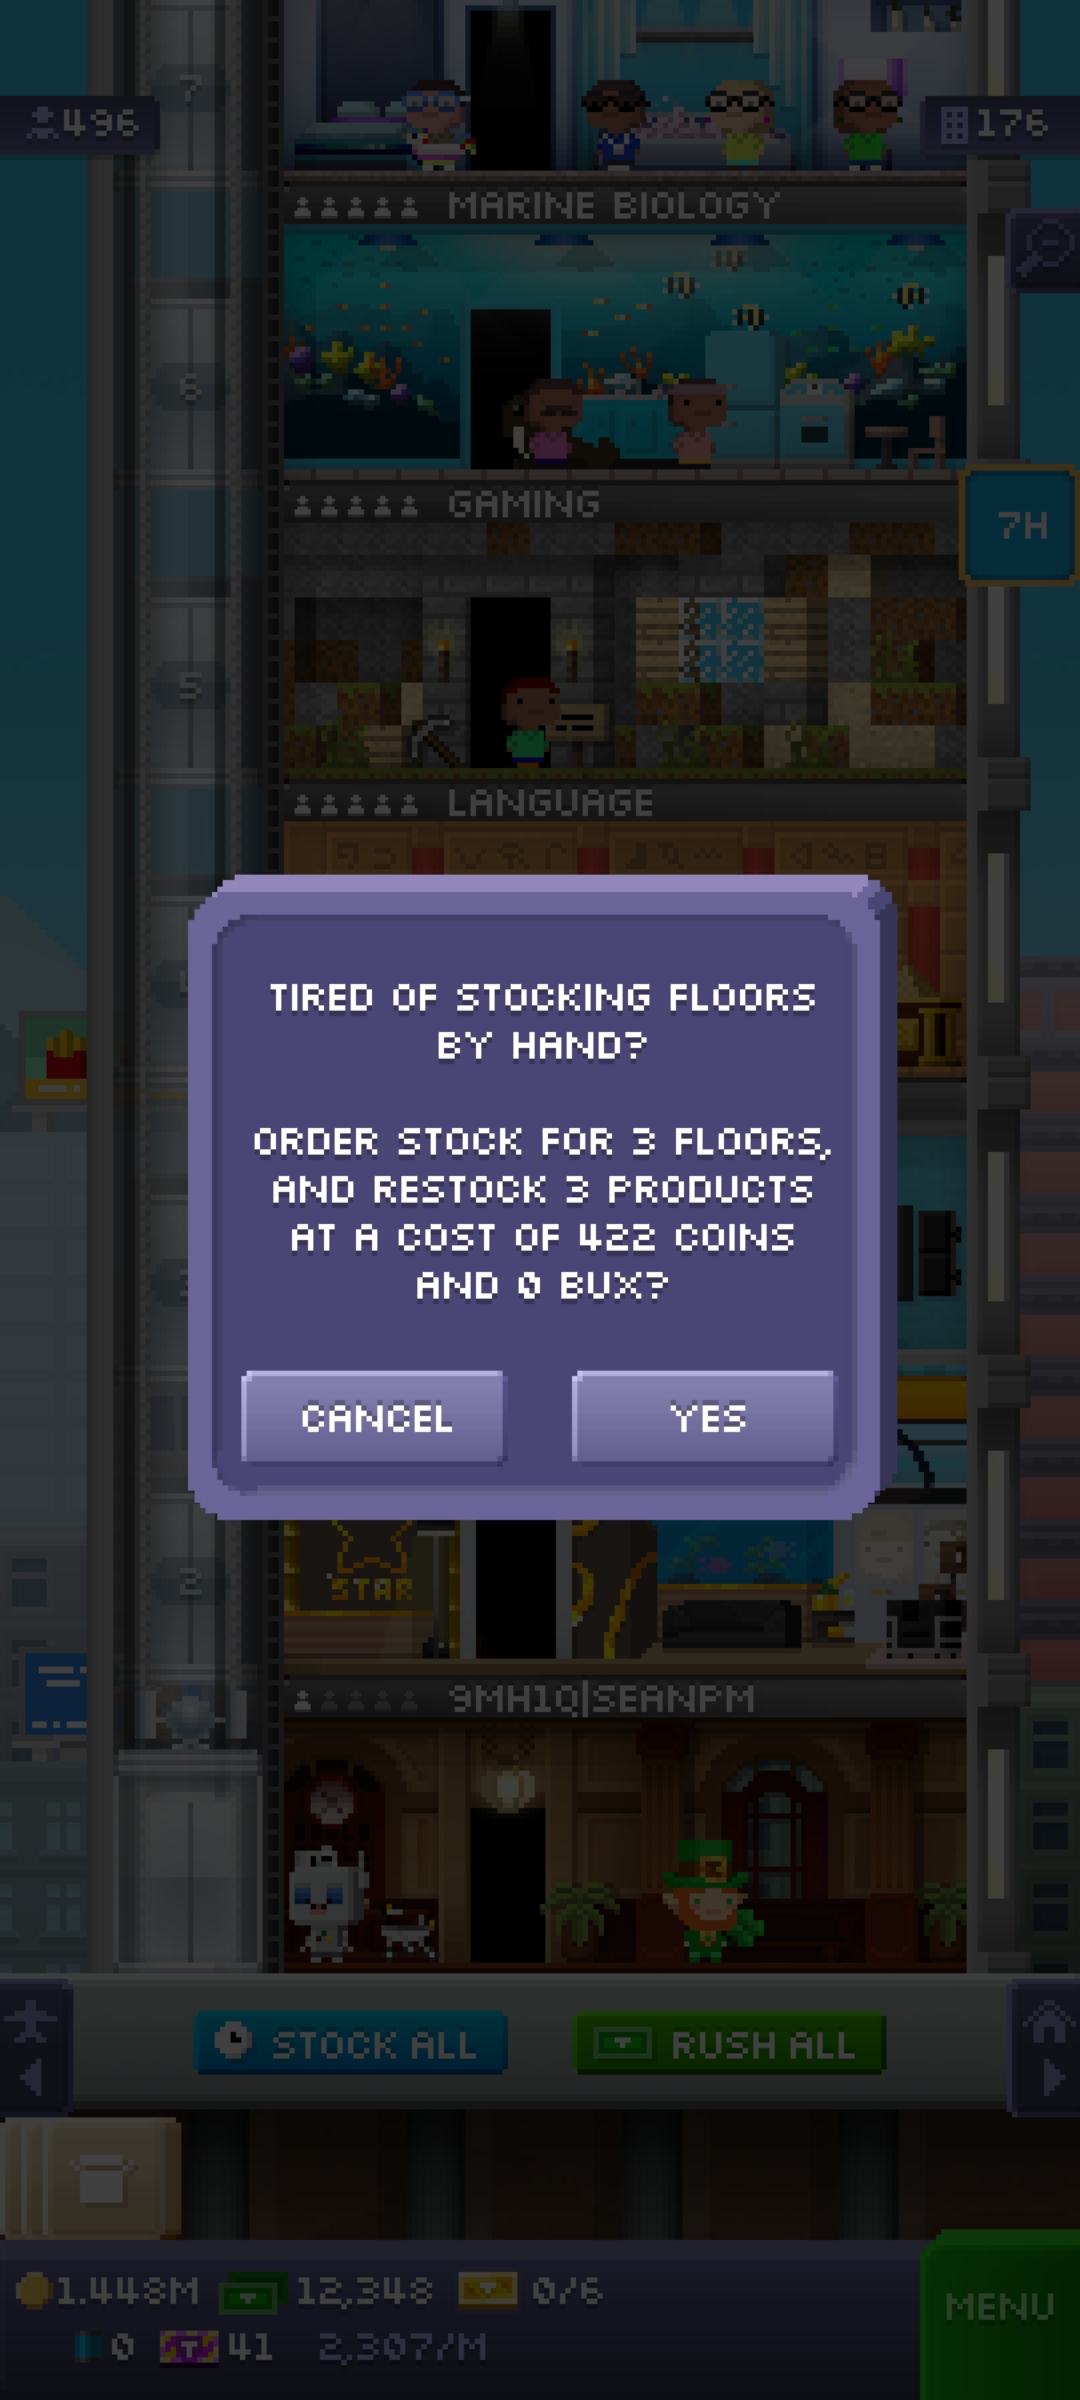 7
496
176
MARINE BIOLOGY
6
GAMING
7H
5
LANGUAGE
TIRED OF STOCKING FLOORS
BY HAND?
ORDER STOCK FOR 3 FLOORS,
AND RESTOCK 3 PRODUCTS
AT A COST OF 422 COINS
AND 0 BUX?
CANCEL
YES
STAR
2
9MH1Q|SEANPM
STOCK ALL
RUSH ALL
1.448M
12,348
0/6
MENU
0
41
2,307/M